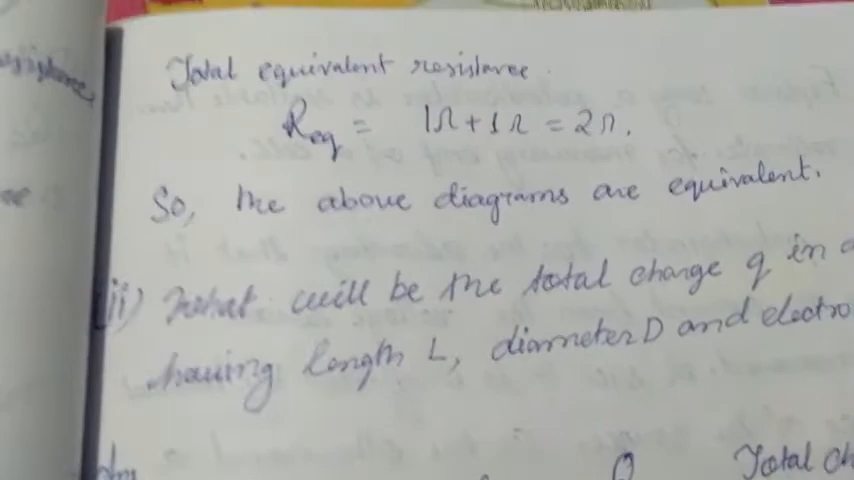 Total equivalent resistance.
Req = 1Ω + 1Ω = 2Ω.
So, the above diagrams are equivalent.
ii) What will be the total charge q in a
having length L, diameter D and electro
Q Total ch